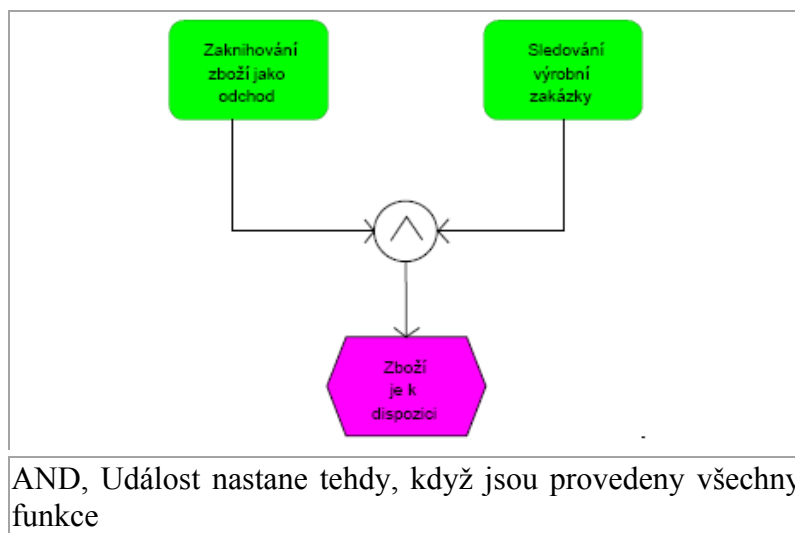 Zaknihování
zboží jako
odchod
Sledování
výrobní
zakázky
Zboží
je k
dispozici
AND, Událost nastane tehdy, když jsou provedeny všechny
funkce